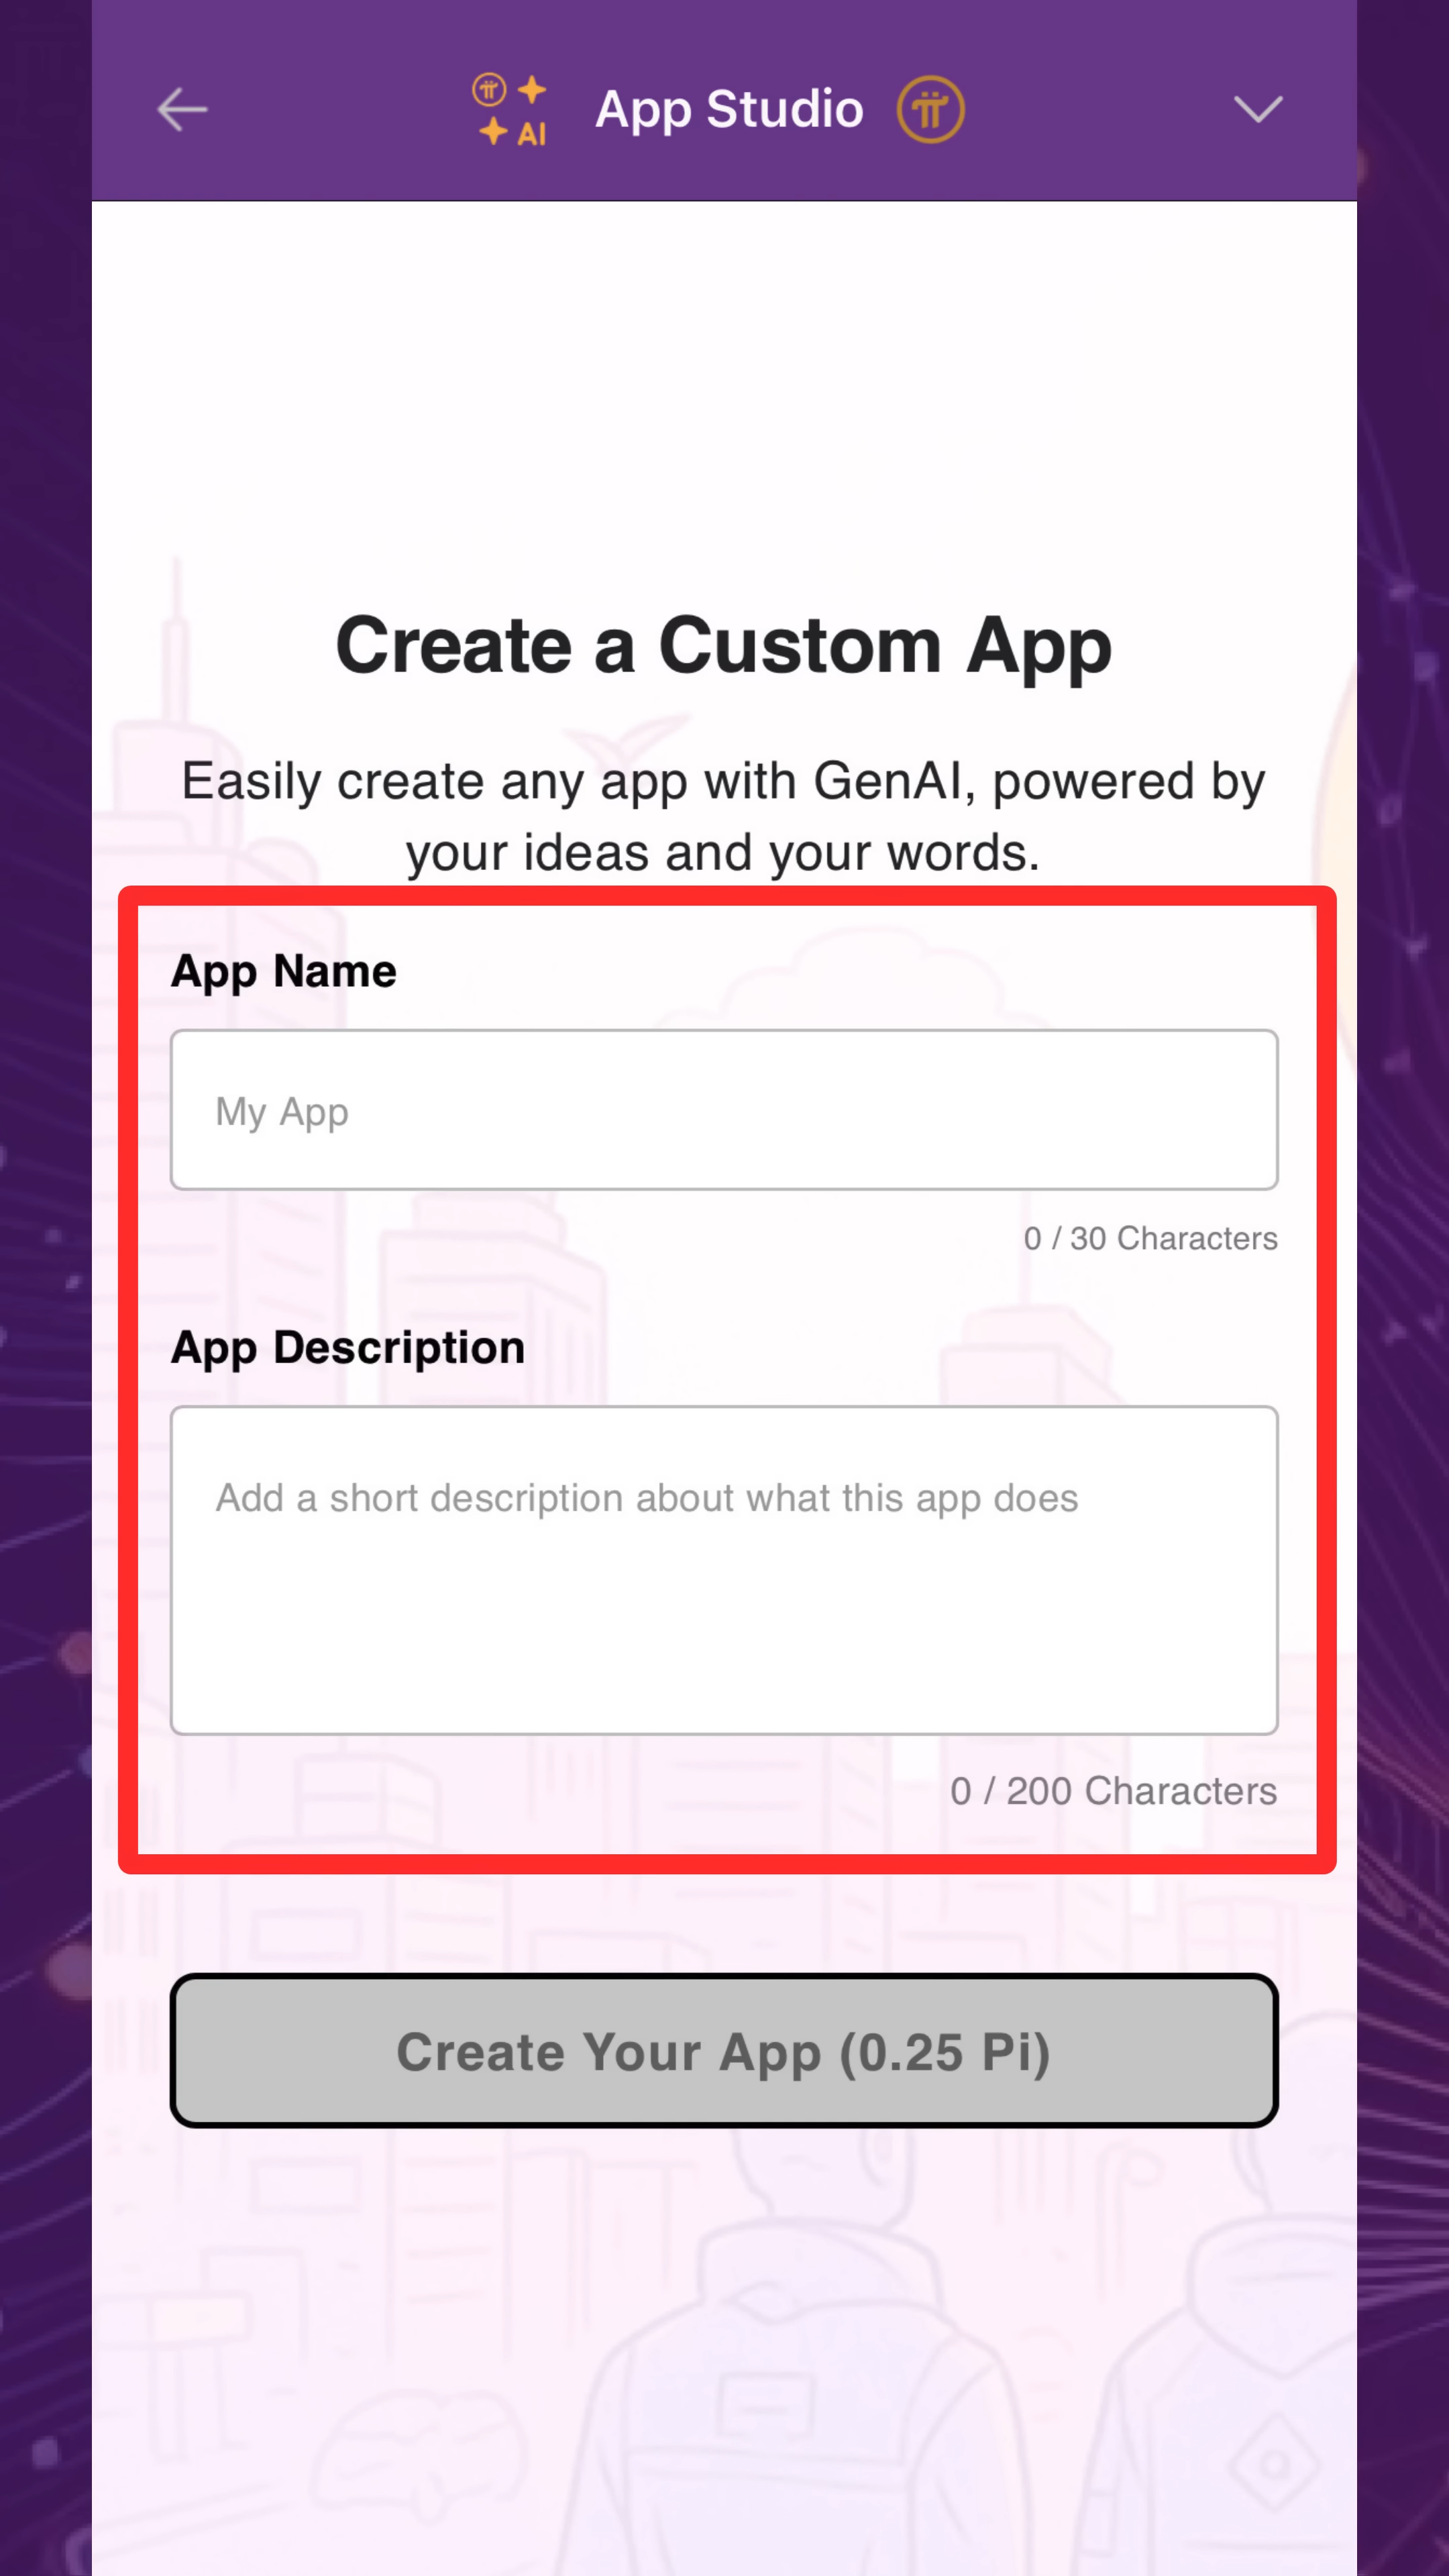 AI
App Studio
Create a Custom App
Easily create any app with GenAI, powered by
your ideas and your words.
App Name
My App
0 / 30 Characters
App Description
Add a short description about what this app does
0 / 200 Characters
Create Your App (0.25 Pi)